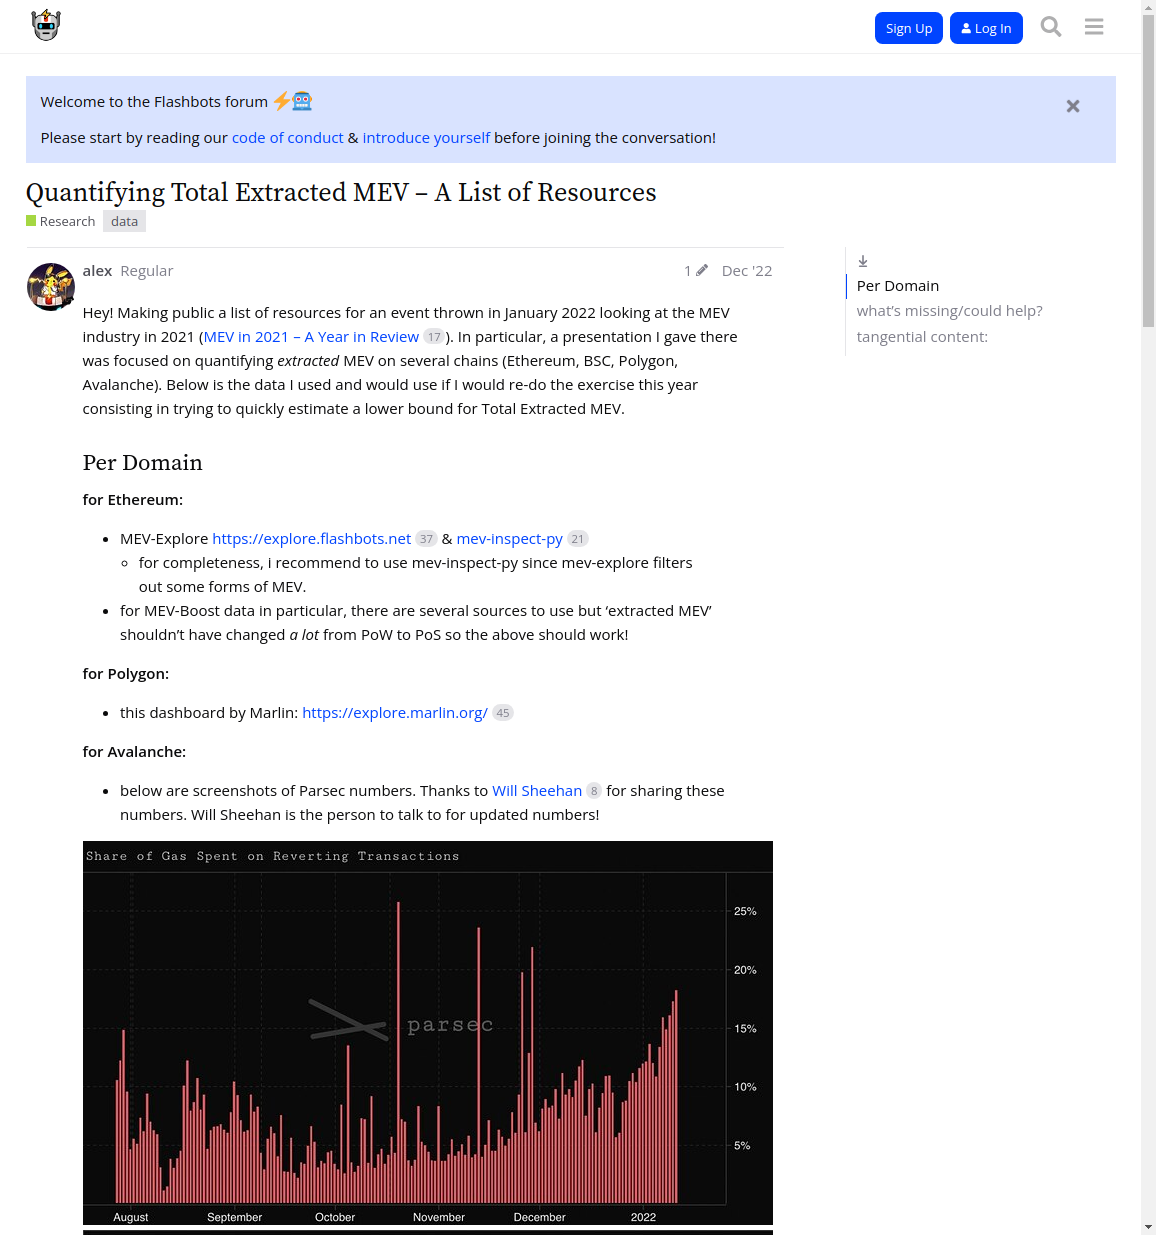 Sign Up
Log In
Welcome to the Flashbots forum
Please start by reading our code of conduct & introduce yourself before joining the conversation!
Quantifying Total Extracted MEV – A List of Resources
Research data
alex Regular 1 Dec '22
Hey! Making public a list of resources for an event thrown in January 2022 looking at the MEV
industry in 2021 (MEV in 2021 – A Year in Review 17 ). In particular, a presentation I gave there
was focused on quantifying extracted MEV on several chains (Ethereum, BSC, Polygon,
Avalanche). Below is the data I used and would use if I would re-do the exercise this year
consisting in trying to quickly estimate a lower bound for Total Extracted MEV.
Per Domain
what's missing/could help?
tangential content:
Per Domain
for Ethereum:
• MEV-Explore https://explore.flashbots.net 37 & mev-inspect-py 21
◦ for completeness, i recommend to use mev-inspect-py since mev-explore filters
out some forms of MEV.
• for MEV-Boost data in particular, there are several sources to use but ‘extracted MEV’
shouldn’t have changed a lot from PoW to PoS so the above should work!
for Polygon:
• this dashboard by Marlin: https://explore.marlin.org/ 45
for Avalanche:
• below are screenshots of Parsec numbers. Thanks to Will Sheehan 8 for sharing these
numbers. Will Sheehan is the person to talk to for updated numbers!
Share of Gas Spent on Reverting Transactions
25%
20%
parsec
15%
10%
5%
August September October November December 2022